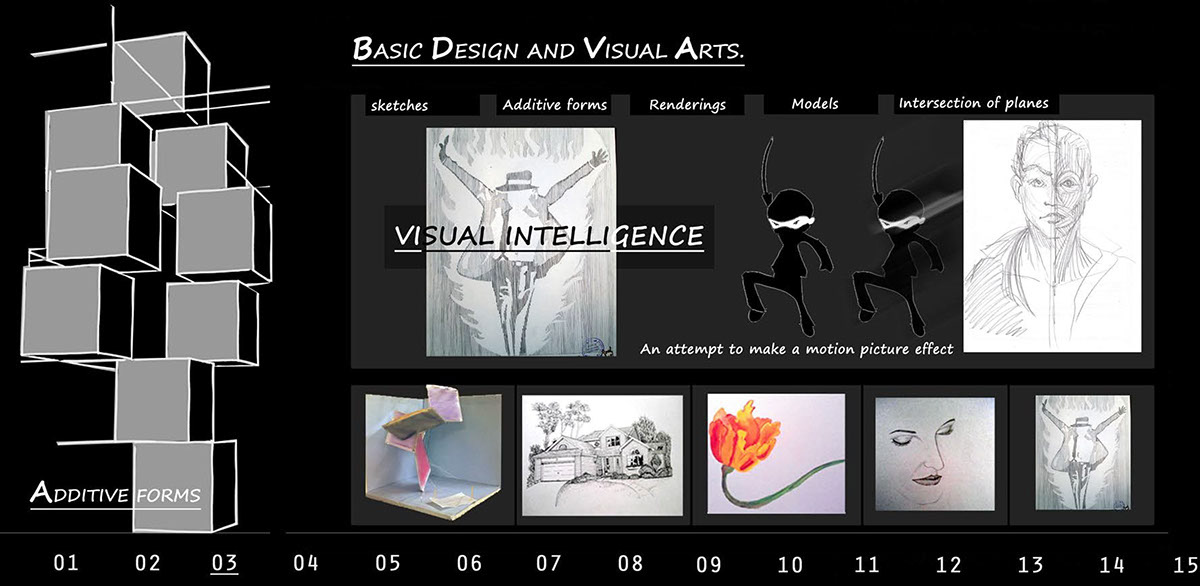 BASIC DESIGN AND VISUAL ARTS.
sketches
Additive forms
Renderings
Models
Intersection of planes
VISUAL INTELLIGENCE
An attempt to make a motion picture effect
ADDITIVE FORMS
01 02 03 04 05 06 07 08 09 10 11 12 13 14 15